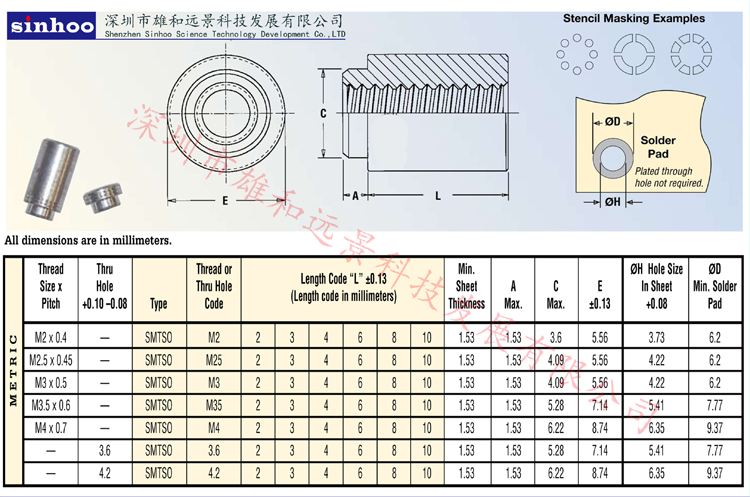 sinhoo
深圳市雄和远景科技发展有限公司
Shenzhen Sinhoo Science Technology Development Co.,LTD
Stencil Masking Examples
ØD
Solder
Pad
Plated through
hole not required.
ØH
C
E
A
L
深圳市雄和远景科技发展有限公司
All dimensions are in millimeters.
METRIC
Thread Size x Pitch | Thru Hole +0.10 –0.08 | Type | Thread or Thru Hole Code | Length Code “L” ±0.13 (Length code in millimeters) | Min. Sheet Thickness | A Max. | C Max. | E ±0.13 | ØH Hole Size In Sheet +0.08 | ØD Min. Solder Pad
M2 x 0.4 — SMTSO M2 2 3 4 6 8 10 1.53 1.53 3.6 5.56 3.73 6.2
M2.5 x 0.45 — SMTSO M25 2 3 4 6 8 10 1.53 1.53 4.09 5.56 4.22 6.2
M3 x 0.5 — SMTSO M3 2 3 4 6 8 10 1.53 1.53 4.09 5.56 4.22 6.2
M3.5 x 0.6 — SMTSO M35 2 3 4 6 8 10 1.53 1.53 5.28 7.14 5.41 7.77
M4 x 0.7 — SMTSO M4 2 3 4 6 8 10 1.53 1.53 6.22 8.74 6.35 9.37
— 3.6 SMTSO 3.6 2 3 4 6 8 10 1.53 1.53 5.28 7.14 5.41 7.77
— 4.2 SMTSO 4.2 2 3 4 6 8 10 1.53 1.53 6.22 8.74 6.35 9.37